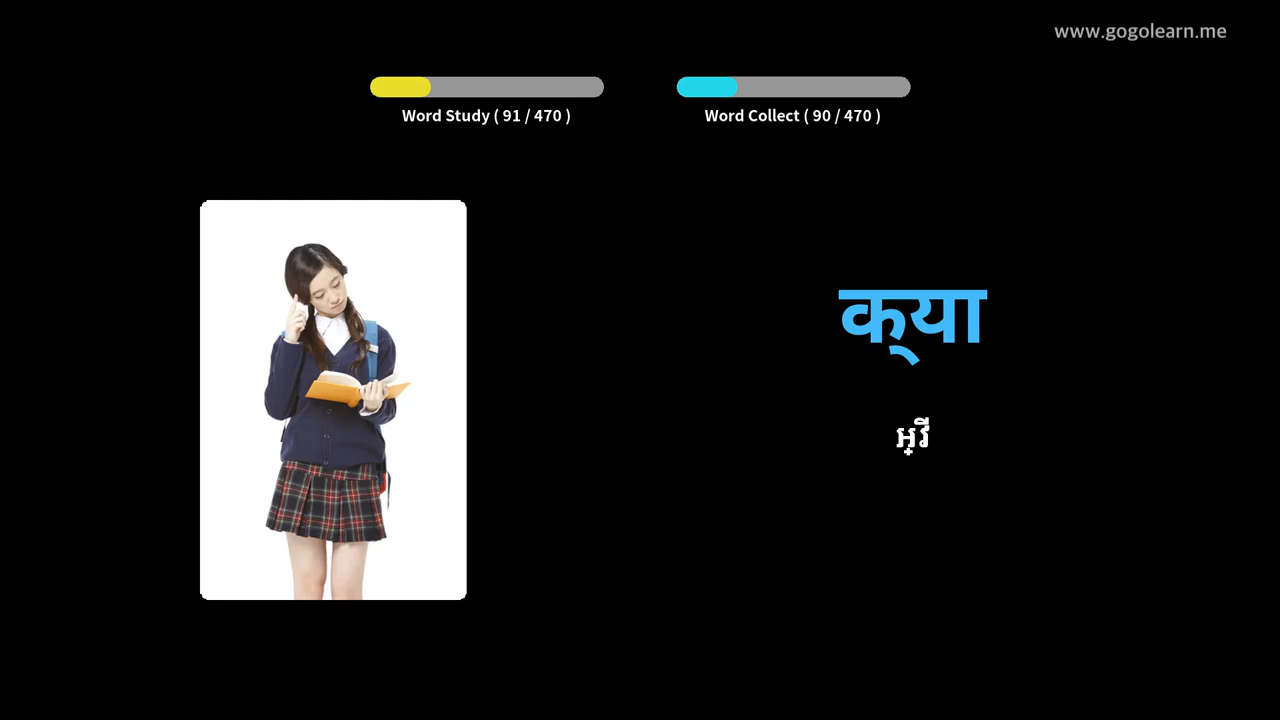 www.gogolearn.me
Word Study ( 91 / 470 )
Word Collect ( 90 / 470 )
क्या
អ្វី